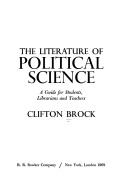 THE LITERATURE OF
POLITICAL
SCIENCE
A Guide for Students,
Librarians and Teachers
CLIFTON BROCK
R. R. Bowker Company / New York, London 1969